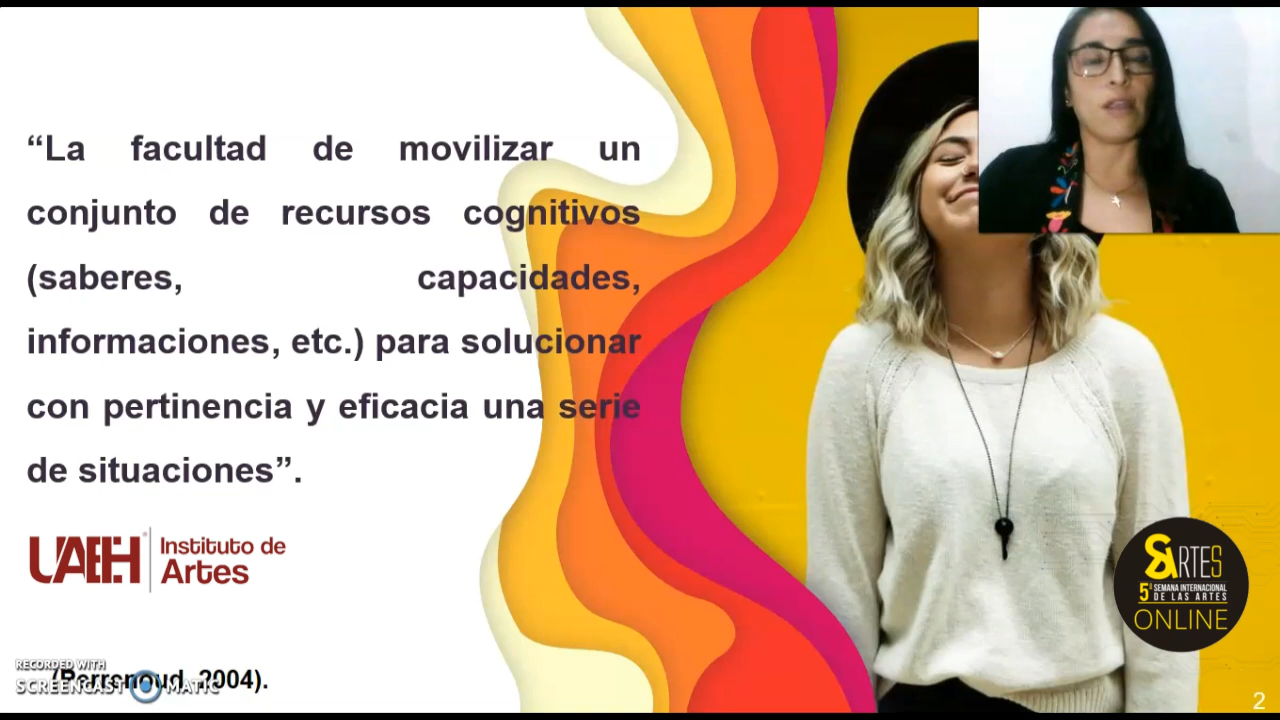 “La facultad de movilizar un
conjunto de recursos cognitivos
(saberes, capacidades,
informaciones, etc.) para solucionar
con pertinencia y eficacia una serie
de situaciones”.
UAEH
Instituto de
Artes
RECORDED WITH
SCREENCAST MATIC
(Perrenoud, 2004).
SARTES
5ª SEMANA INTERNACIONAL
DE LAS ARTES
ONLINE
2